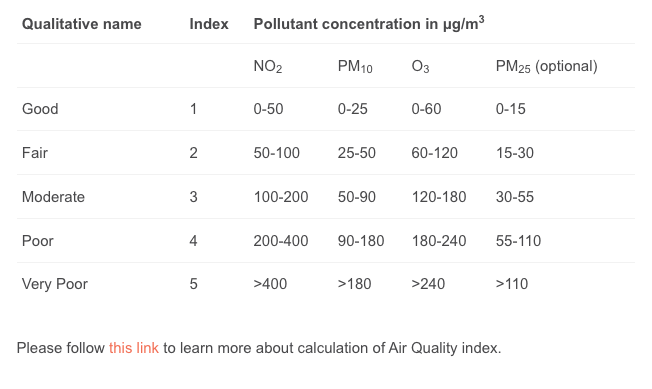 Qualitative name Index Pollutant concentration in μg/m³
NO₂ PM₁₀ O₃ PM₂₅ (optional)
Good 1 0-50 0-25 0-60 0-15
Fair 2 50-100 25-50 60-120 15-30
Moderate 3 100-200 50-90 120-180 30-55
Poor 4 200-400 90-180 180-240 55-110
Very Poor 5 >400 >180 >240 >110
Please follow this link to learn more about calculation of Air Quality index.